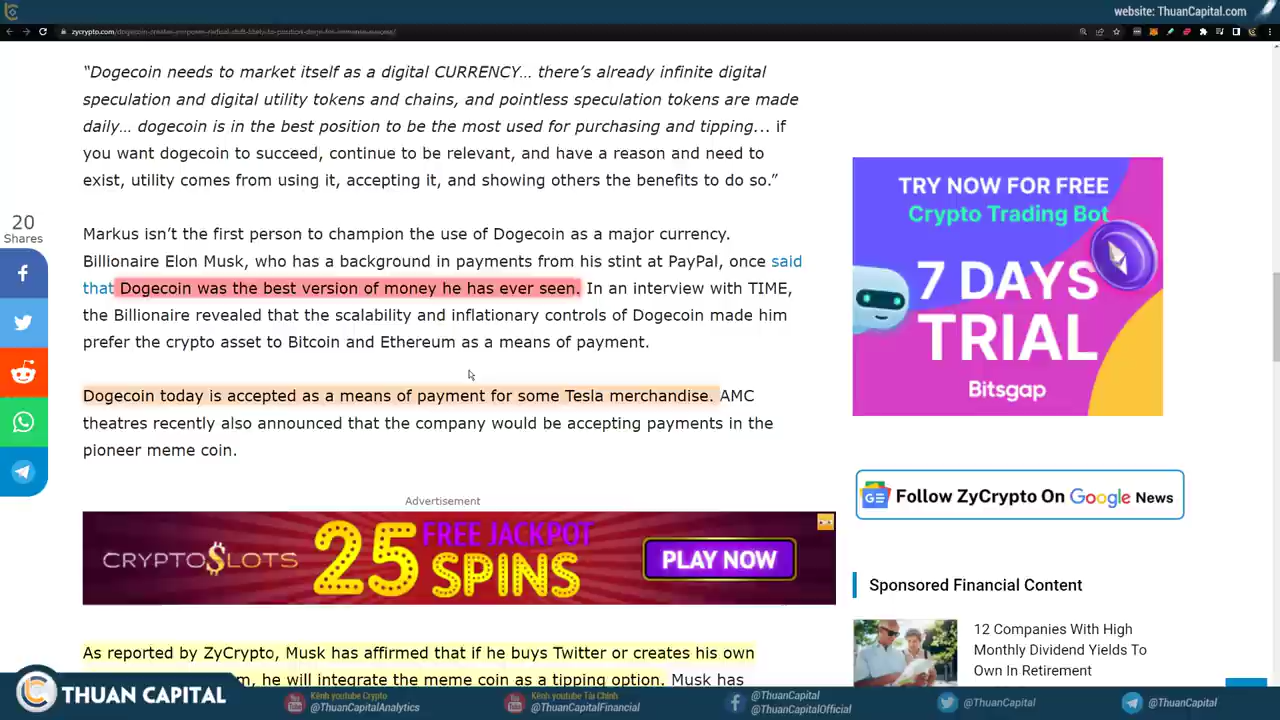 website: ThuanCapital.com
“Dogecoin needs to market itself as a digital CURRENCY… there’s already infinite digital
speculation and digital utility tokens and chains, and pointless speculation tokens are made
daily… dogecoin is in the best position to be the most used for purchasing and tipping… if
you want dogecoin to succeed, continue to be relevant, and have a reason and need to
exist, utility comes from using it, accepting it, and showing others the benefits to do so.”
20
Shares
Markus isn’t the first person to champion the use of Dogecoin as a major currency.
Billionaire Elon Musk, who has a background in payments from his stint at PayPal, once said
that Dogecoin was the best version of money he has ever seen. In an interview with TIME,
the Billionaire revealed that the scalability and inflationary controls of Dogecoin made him
prefer the crypto asset to Bitcoin and Ethereum as a means of payment.
Dogecoin today is accepted as a means of payment for some Tesla merchandise. AMC
theatres recently also announced that the company would be accepting payments in the
pioneer meme coin.
Advertisement
CRYPTOSLOTS
25
FREE JACKPOT
SPINS
PLAY NOW
As reported by ZyCrypto, Musk has affirmed that if he buys Twitter or creates his own
m, he will integrate the meme coin as a tipping option. Musk has
TRY NOW FOR FREE
Crypto Trading Bot
7 DAYS
TRIAL
Bitsgap
Follow ZyCrypto On Google News
Sponsored Financial Content
12 Companies With High
Monthly Dividend Yields To
Own In Retirement
THUAN CAPITAL
Kênh youtube Crypto
@ThuanCapitalAnalytics
Kênh youtube Tài Chính
@ThuanCapitalFinancial
@ThuanCapital
@ThuanCapitalOfficial
@ThuanCapital
@ThuanCapital